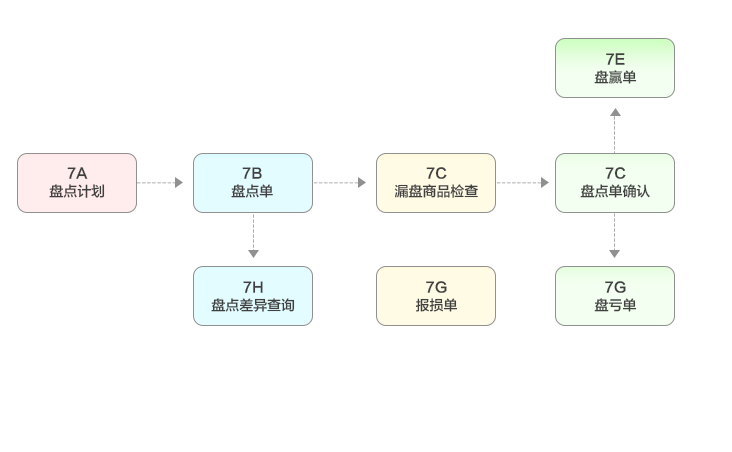 7E
盘赢单
7A
盘点计划
7B
盘点单
7C
漏盘商品检查
7C
盘点单确认
7H
盘点差异查询
7G
报损单
7G
盘亏单